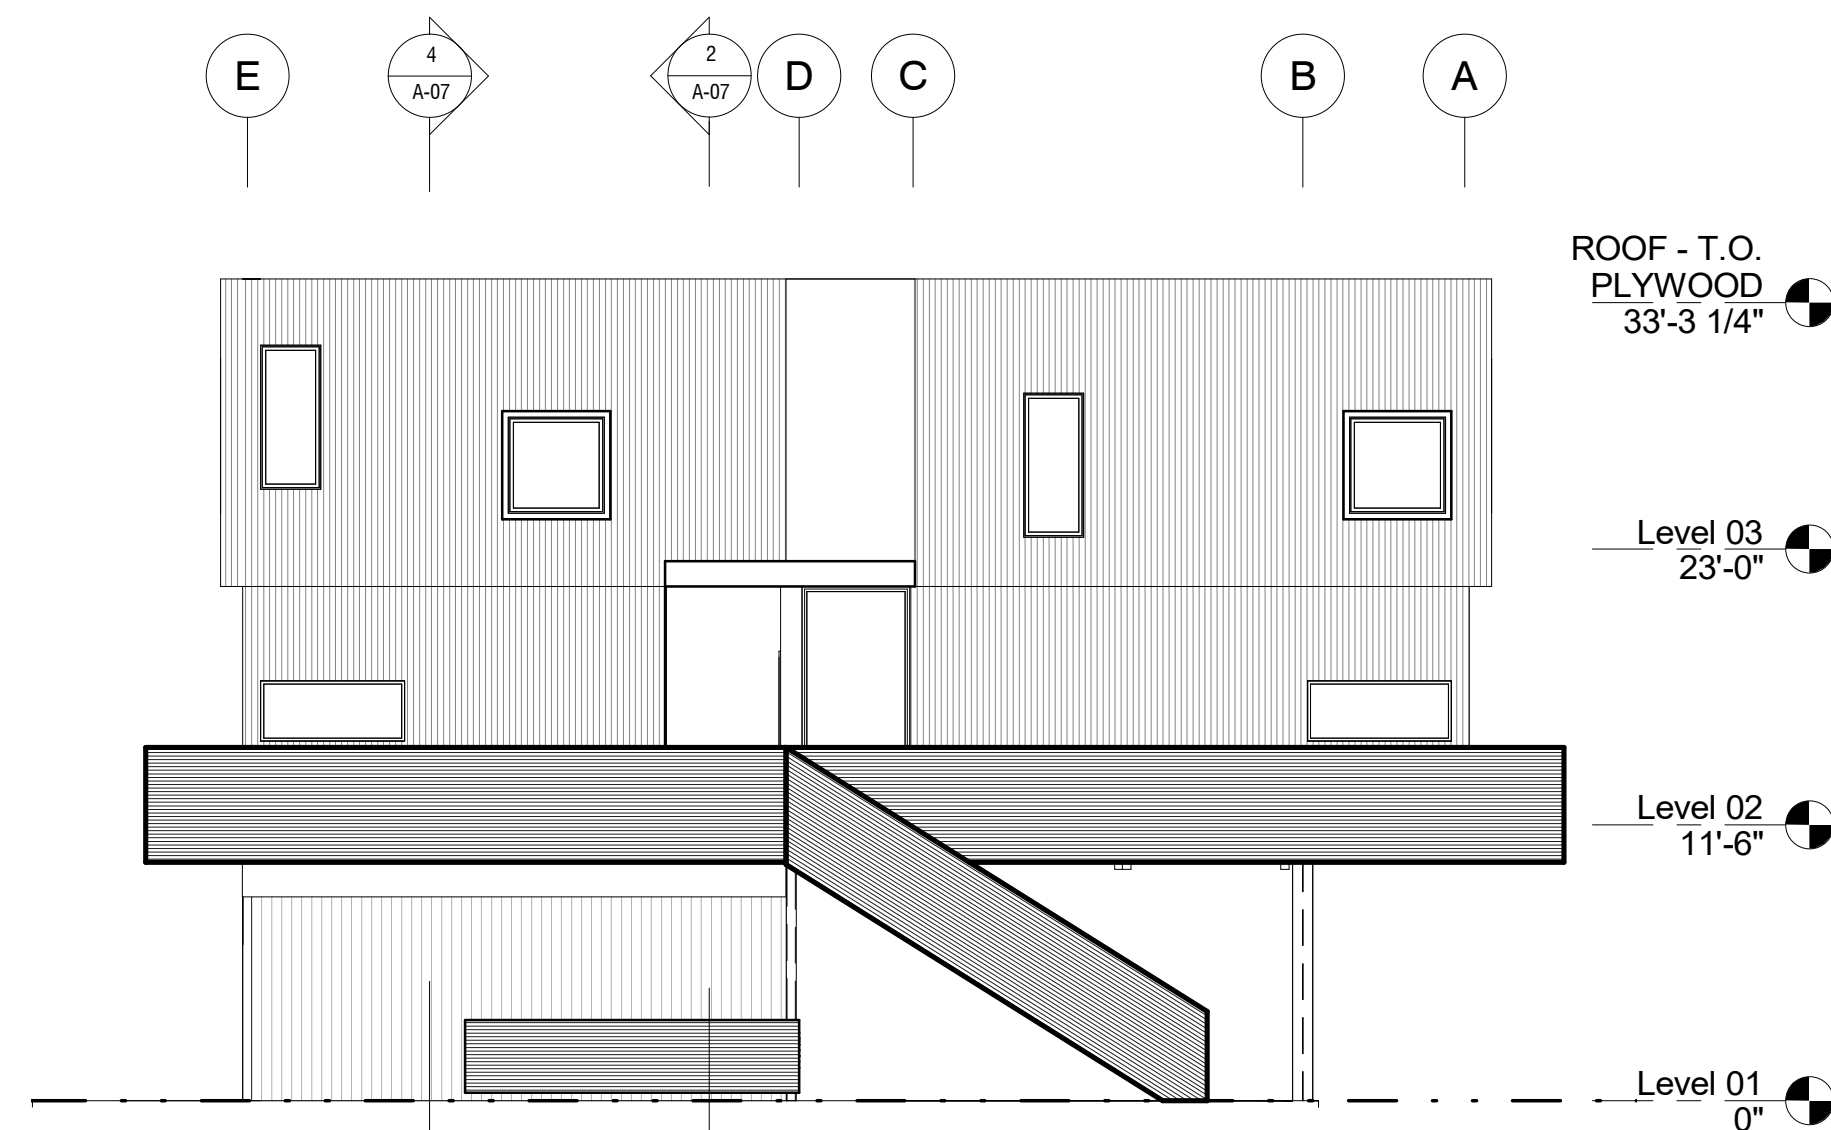 E
4
A-07
2
A-07
D
C
B
A
ROOF - T.O.
PLYWOOD
33'-3 1/4"
Level 03
23'-0"
Level 02
11'-6"
Level 01
0"